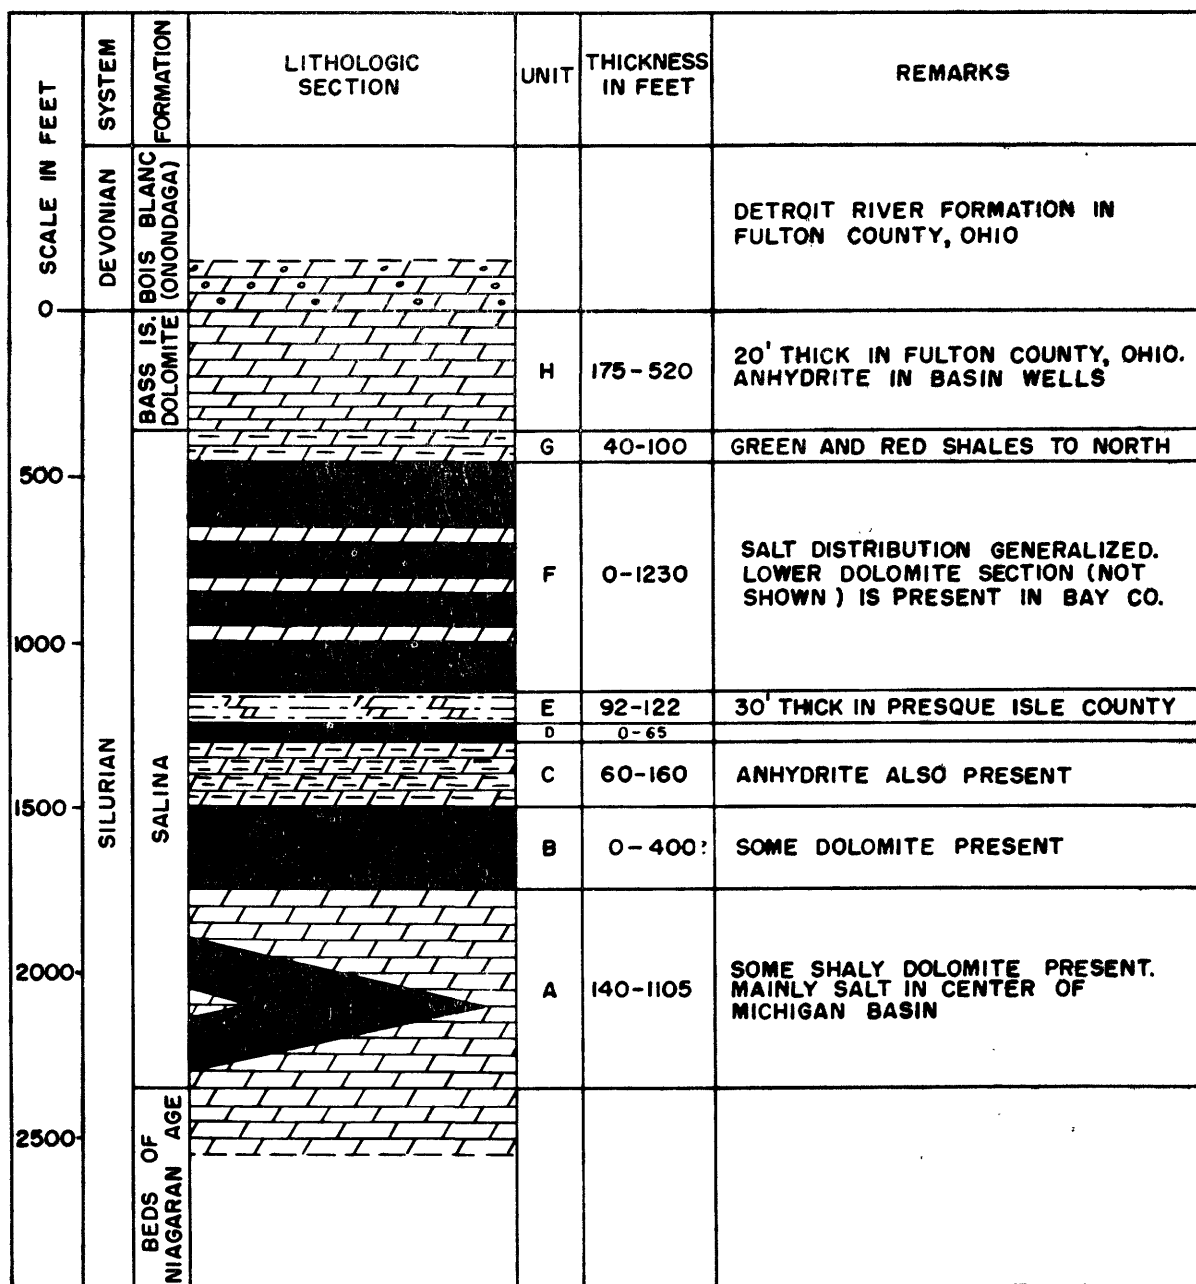 SCALE IN FEET
SYSTEM
FORMATION
LITHOLOGIC
SECTION
UNIT
THICKNESS
IN FEET
REMARKS
DEVONIAN
BOIS BLANC
(ONONDAGA)
DETROIT RIVER FORMATION IN
FULTON COUNTY, OHIO
0
BASS IS.
DOLOMITE
H
175-520
20' THICK IN FULTON COUNTY, OHIO.
ANHYDRITE IN BASIN WELLS
G
40-100
GREEN AND RED SHALES TO NORTH
500
F
0-1230
SALT DISTRIBUTION GENERALIZED.
LOWER DOLOMITE SECTION (NOT
SHOWN) IS PRESENT IN BAY CO.
1000
E
92-122
30' THICK IN PRESQUE ISLE COUNTY
D
0-65
SILURIAN
SALINA
C
60-160
ANHYDRITE ALSO PRESENT
1500
B
0-400?
SOME DOLOMITE PRESENT
2000
A
140-1105
SOME SHALY DOLOMITE PRESENT.
MAINLY SALT IN CENTER OF
MICHIGAN BASIN
2500
BEDS OF
NIAGARAN AGE